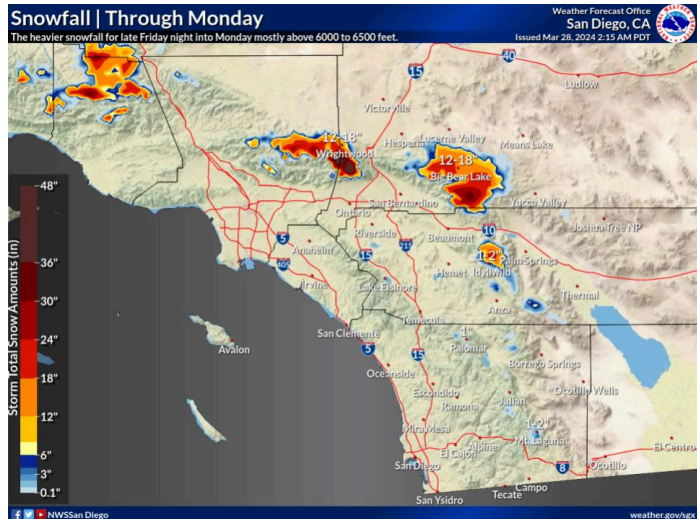 Snowfall | Through Monday
Weather Forecast Office
San Diego, CA
Issued Mar 28, 2024 2:15 AM PDT
The heavier snowfall for late Friday night into Monday mostly above 6000 to 6500 feet.
15
40
Ludlow
Victorville
Hesperia
Lucerne Valley
Means Lake
12-18"
Wrightwood
12-18"
Big Bear Lake
San Bernardino
Yucca Valley
Ontario
Joshua Tree NP
Riverside
Beaumont
10
5
Anaheim
15
215
1-2"
Palm Springs
405
Irvine
Lake Elsinore
Hemet
Idyllwild
Thermal
Anza
Temecula
San Clemente
1"
Palomar
5
15
Avalon
Borrego Springs
Oceanside
Escondido
Ocotillo Wells
Ramona
Julian
Mira Mesa
1-2"
Mt. Laguna
Alpine
El Cajon
El Centro
San Diego
8
Ocotillo
Campo
San Ysidro
Tecate
Storm Total Snow Amounts (in)
48"
36"
30"
24"
18"
12"
6"
3"
0.1"
NWSSan Diego
weather.gov/sgx